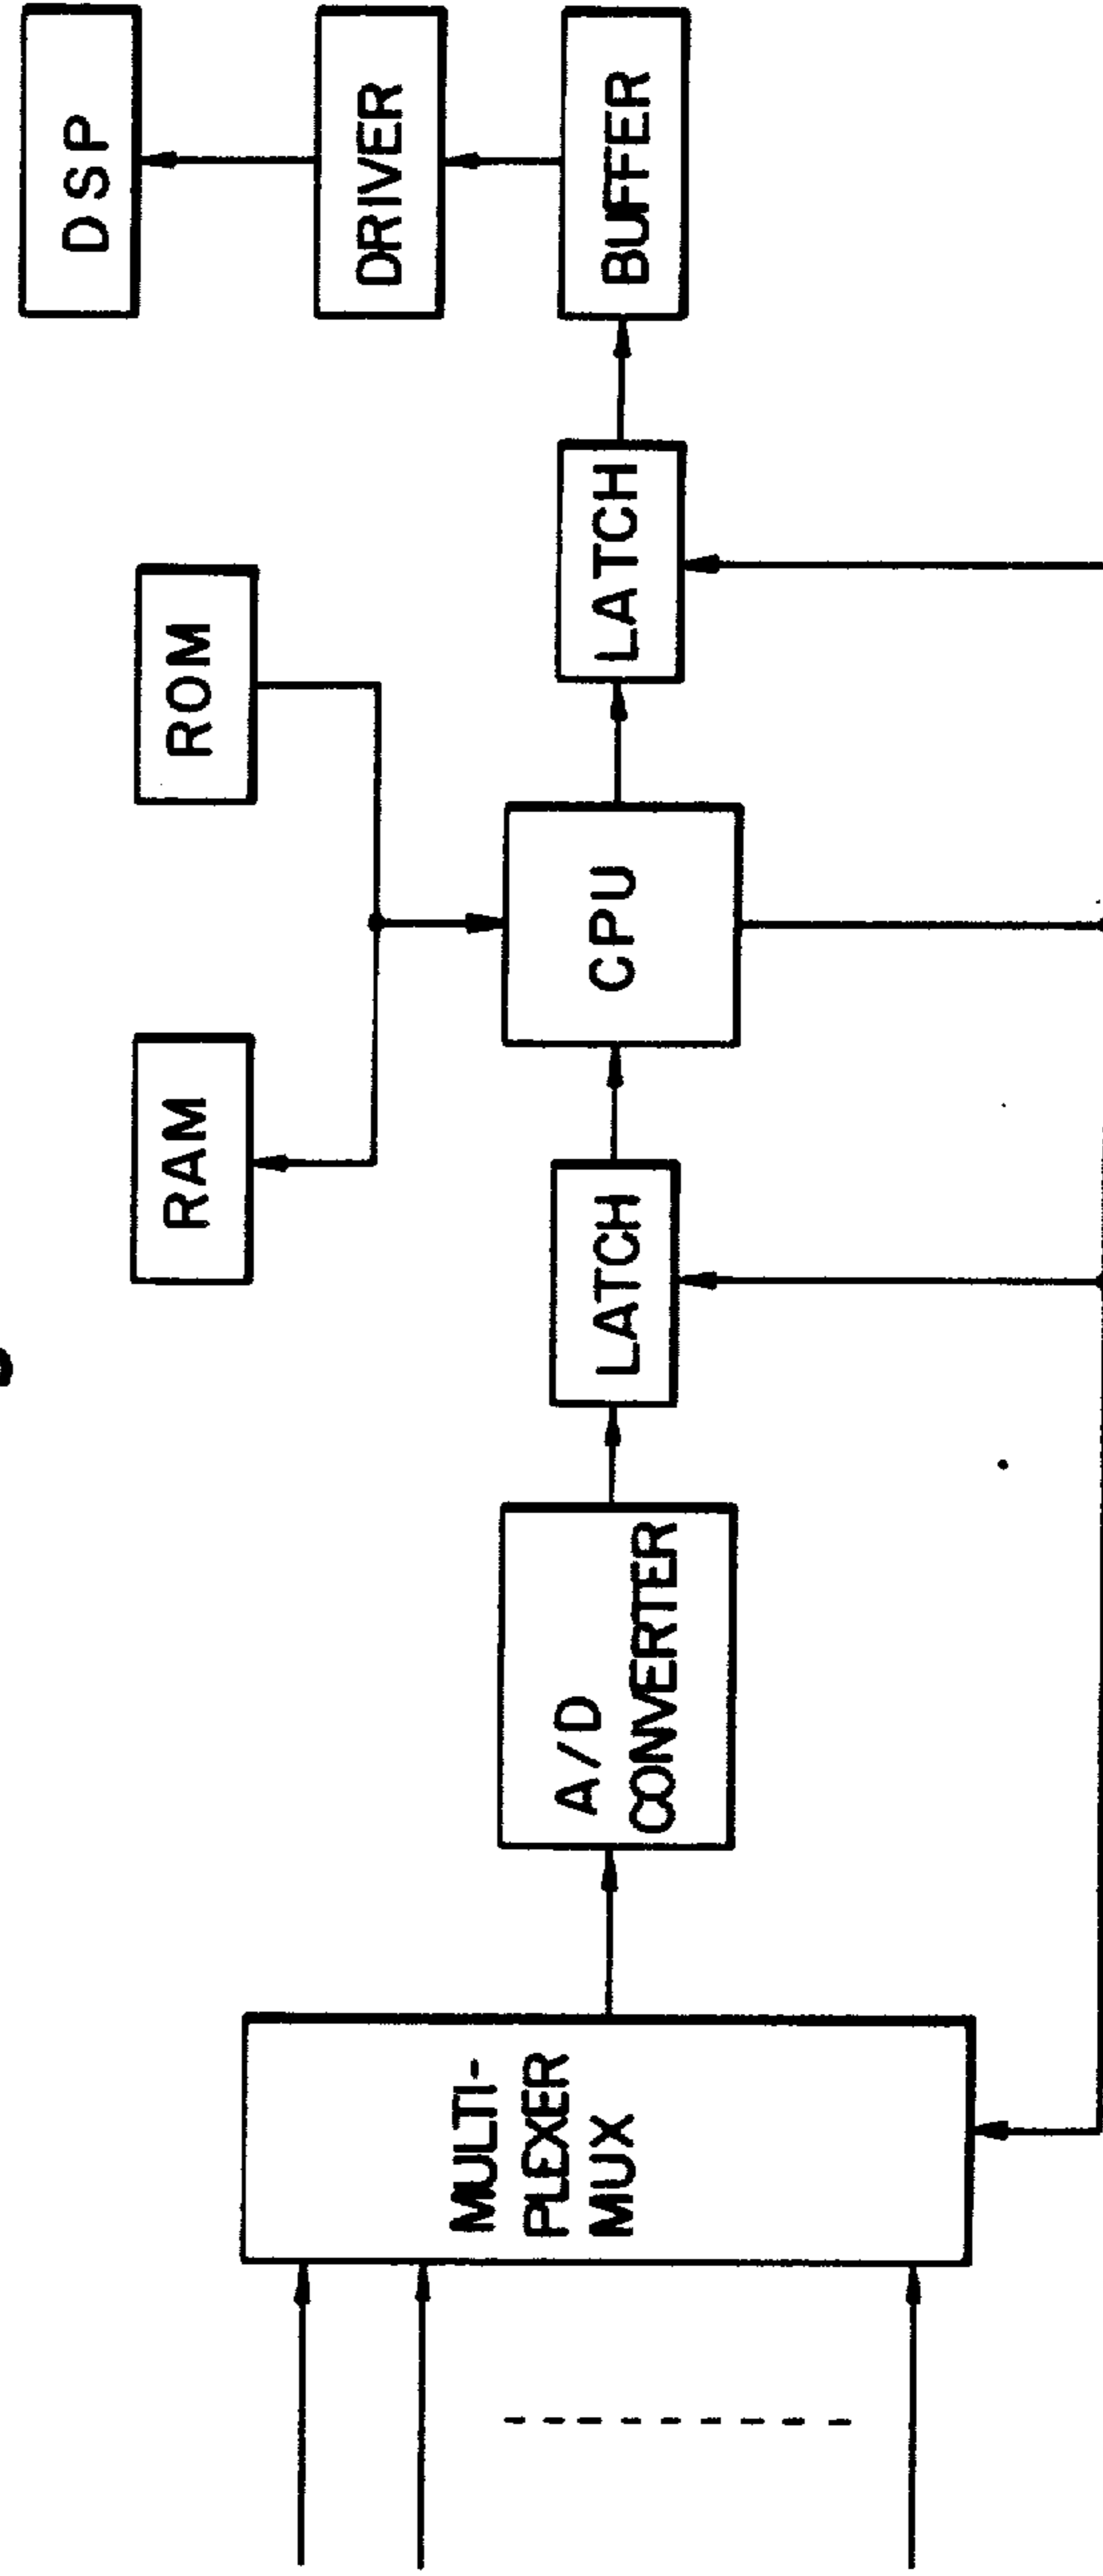 DSP
DRIVER
BUFFER
ROM
LATCH
CPU
RAM
LATCH
A/D
CONVERTER
MULTI-
PLEXER
MUX